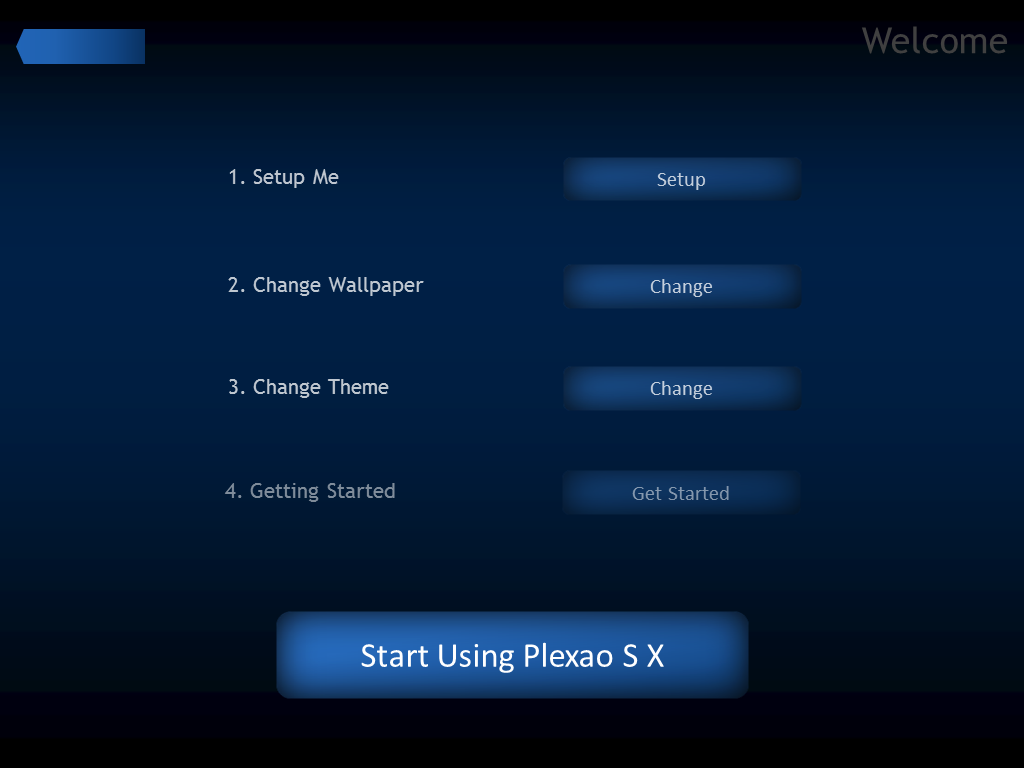 Welcome
1. Setup Me
Setup
2. Change Wallpaper
Change
3. Change Theme
Change
4. Getting Started
Get Started
Start Using Plexao S X